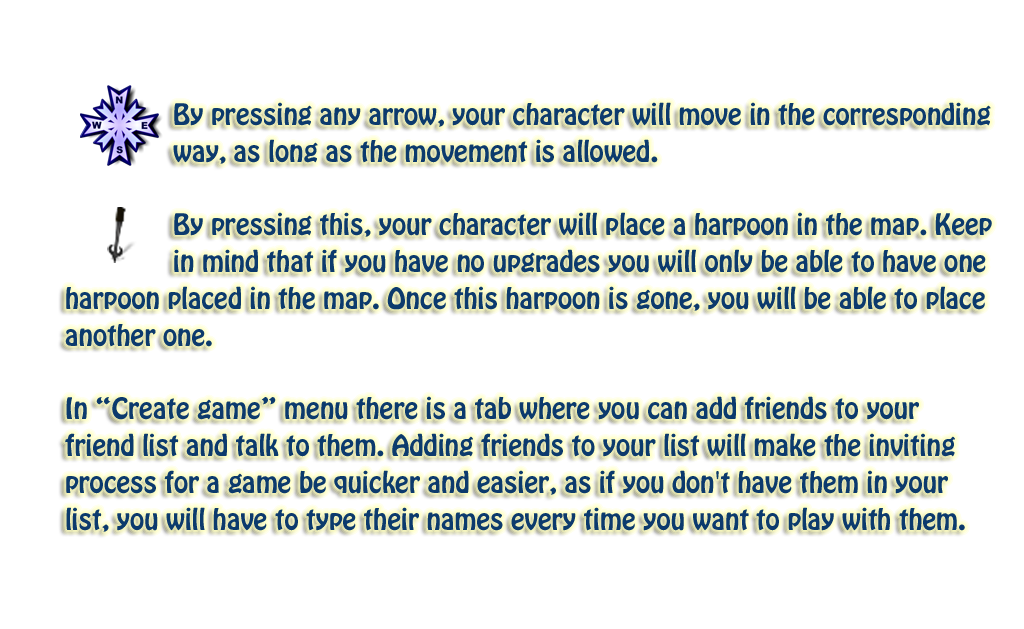 N
W E
S
By pressing any arrow, your character will move in the corresponding
way, as long as the movement is allowed.
By pressing this, your character will place a harpoon in the map. Keep
in mind that if you have no upgrades you will only be able to have one
harpoon placed in the map. Once this harpoon is gone, you will be able to place
another one.
In “Create game” menu there is a tab where you can add friends to your
friend list and talk to them. Adding friends to your list will make the inviting
process for a game be quicker and easier, as if you don't have them in your
list, you will have to type their names every time you want to play with them.